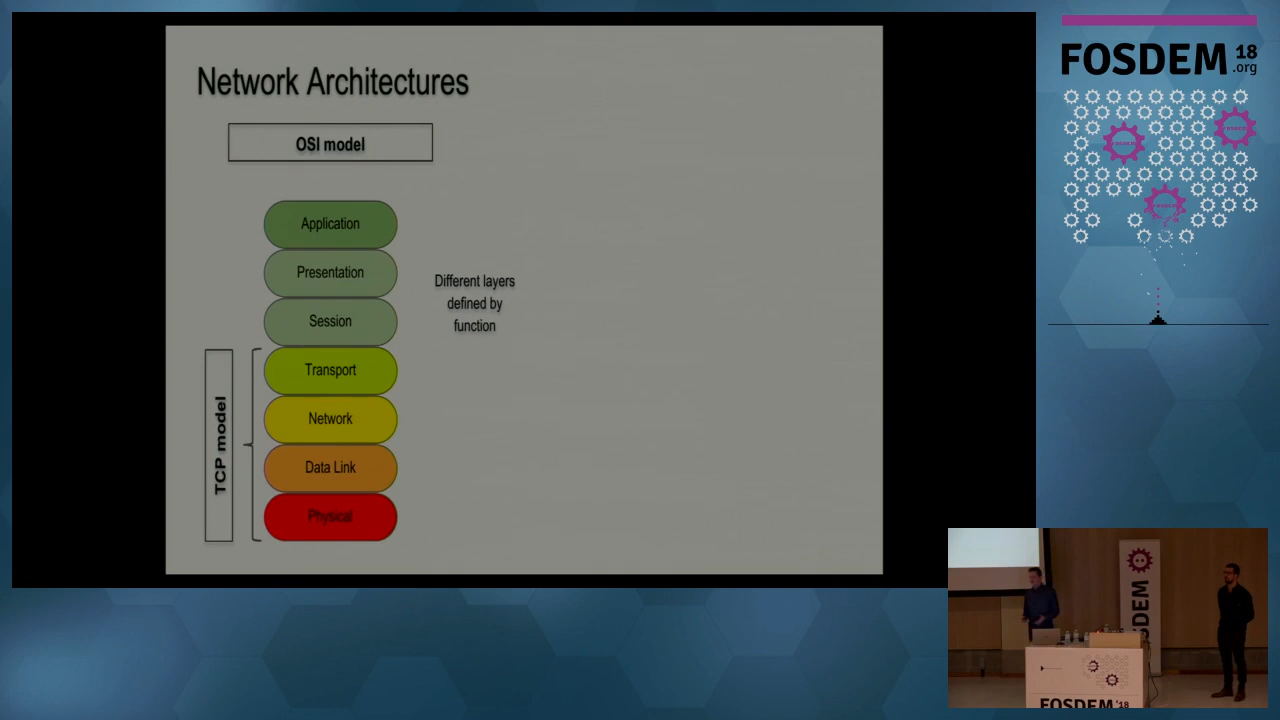 Network Architectures
OSI model
Application
Presentation
Session
Transport
Network
Data Link
Physical
TCP model
Different layers
defined by
function
FOSDEM 18
.org
FOSDEM
FOSDEM '18